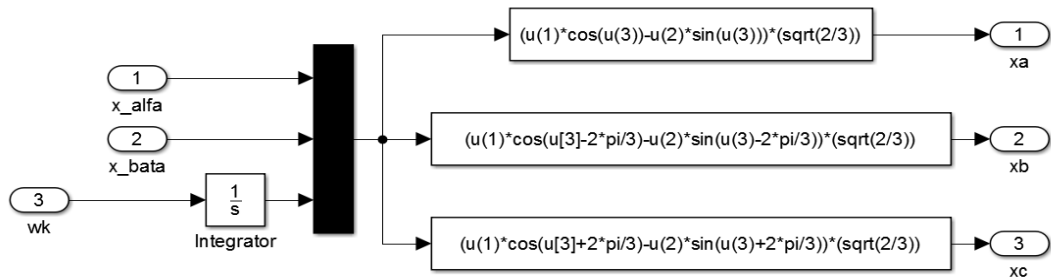 (u(1)*cos(u(3))-u(2)*sin(u(3)))*(sqrt(2/3))
1
xa
1
x_alfa
2
x_bata
(u(1)*cos(u[3]-2*pi/3)-u(2)*sin(u(3)-2*pi/3))*(sqrt(2/3))
2
xb
3
wk
1
s
Integrator
(u(1)*cos(u[3]+2*pi/3)-u(2)*sin(u(3)+2*pi/3))*(sqrt(2/3))
3
xc